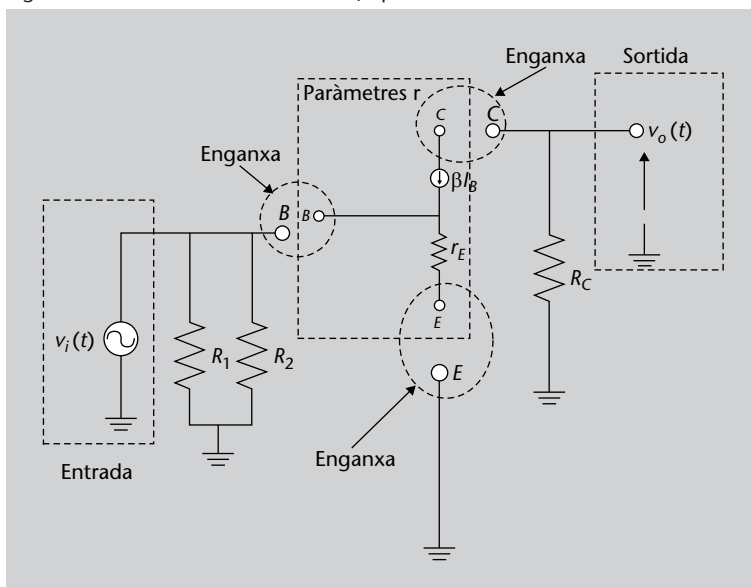 Enganxa
Sortida
Paràmetres r
C
C
v_o(t)
Enganxa
βI_B
B
B
r_E
R_C
E
v_i(t)
R_1
R_2
E
Enganxa
Entrada